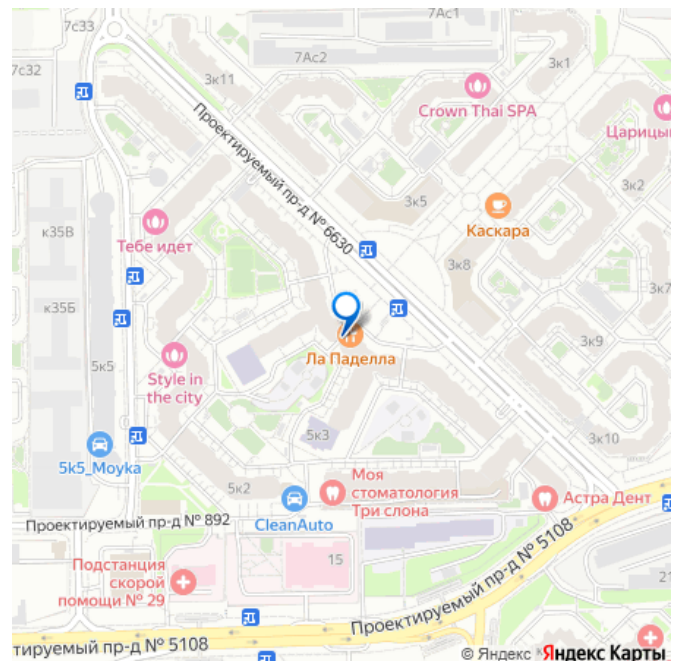 7с33
7Ас1
7Ас2
7с32
3к11
3к1
Crown Thai SPA
Царицы
Проектируемый пр-д № 6630
3к2
3к5
к35В
Каскара
Тебе идет
3к8
3к7
к35Б
3к9
Ла Паделла
5к5
Style in
the city
5к3
3к10
5k5_Moyka
5к2
Моя
стоматология
Три слона
Астра Дент
CleanAuto
Проектируемый пр-д № 892
Проектируемый пр-д № 5108
15
Подстанция
скорой
помощи № 29
21
тируемый пр-д № 5108
© Яндекс Яндекс Карты